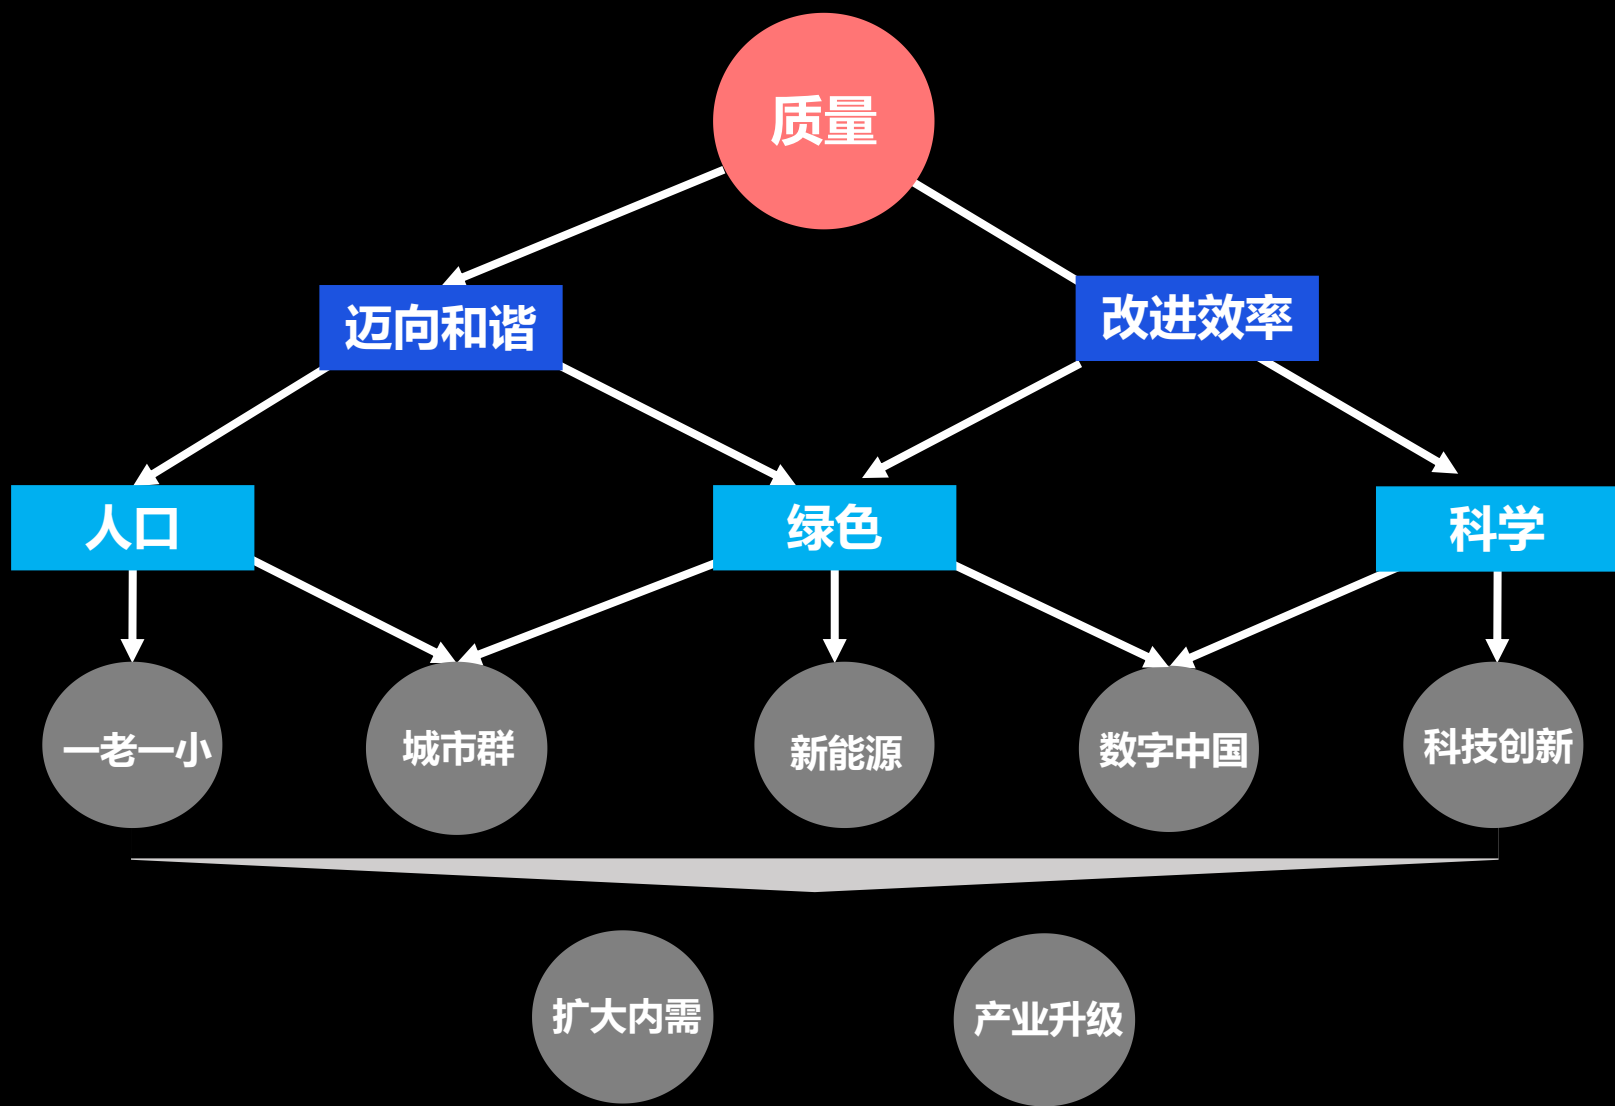 质量
迈向和谐
改进效率
人口
绿色
科学
一老一小
城市群
新能源
数字中国
科技创新
扩大内需
产业升级